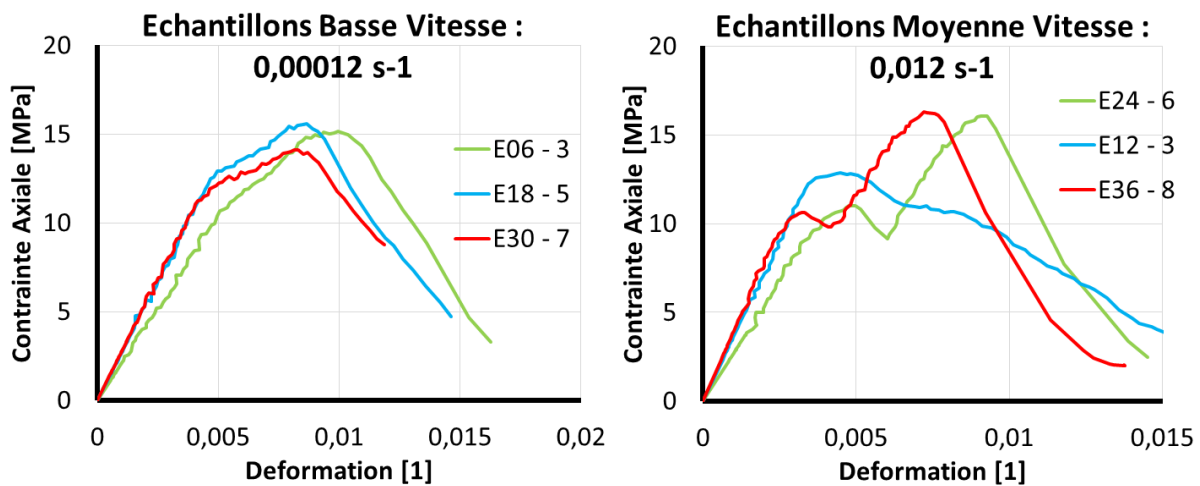 Echantillons Basse Vitesse :
0,00012 s-1
Contrainte Axiale [MPa]
20
15
10
5
0
E06 - 3
E18 - 5
E30 - 7
0
0,005
0,01
0,015
0,02
Deformation [1]
Echantillons Moyenne Vitesse :
0,012 s-1
Contrainte Axiale [MPa]
20
15
10
5
0
E24 - 6
E12 - 3
E36 - 8
0
0,005
0,01
0,015
Deformation [1]